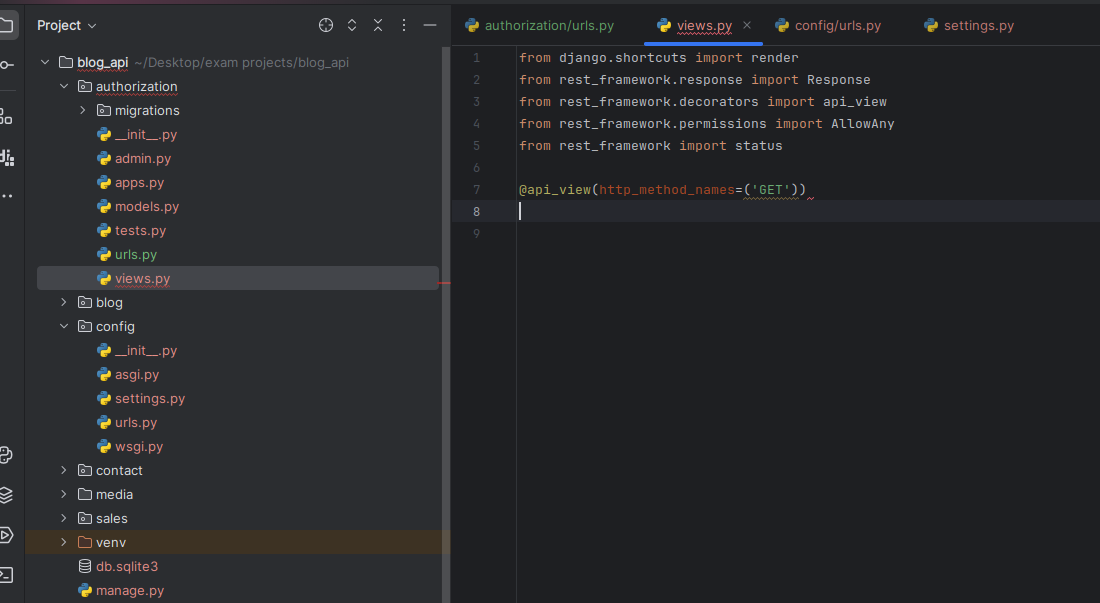 Project
authorization/urls.py
views.py
config/urls.py
settings.py
blog_api ~/Desktop/exam projects/blog_api
authorization
migrations
__init__.py
admin.py
apps.py
models.py
tests.py
urls.py
views.py
blog
config
__init__.py
asgi.py
settings.py
urls.py
wsgi.py
contact
media
sales
venv
db.sqlite3
manage.py
1 from django.shortcuts import render
2 from rest_framework.response import Response
3 from rest_framework.decorators import api_view
4 from rest_framework.permissions import AllowAny
5 from rest_framework import status
6
7 @api_view(http_method_names=('GET'))
8
9